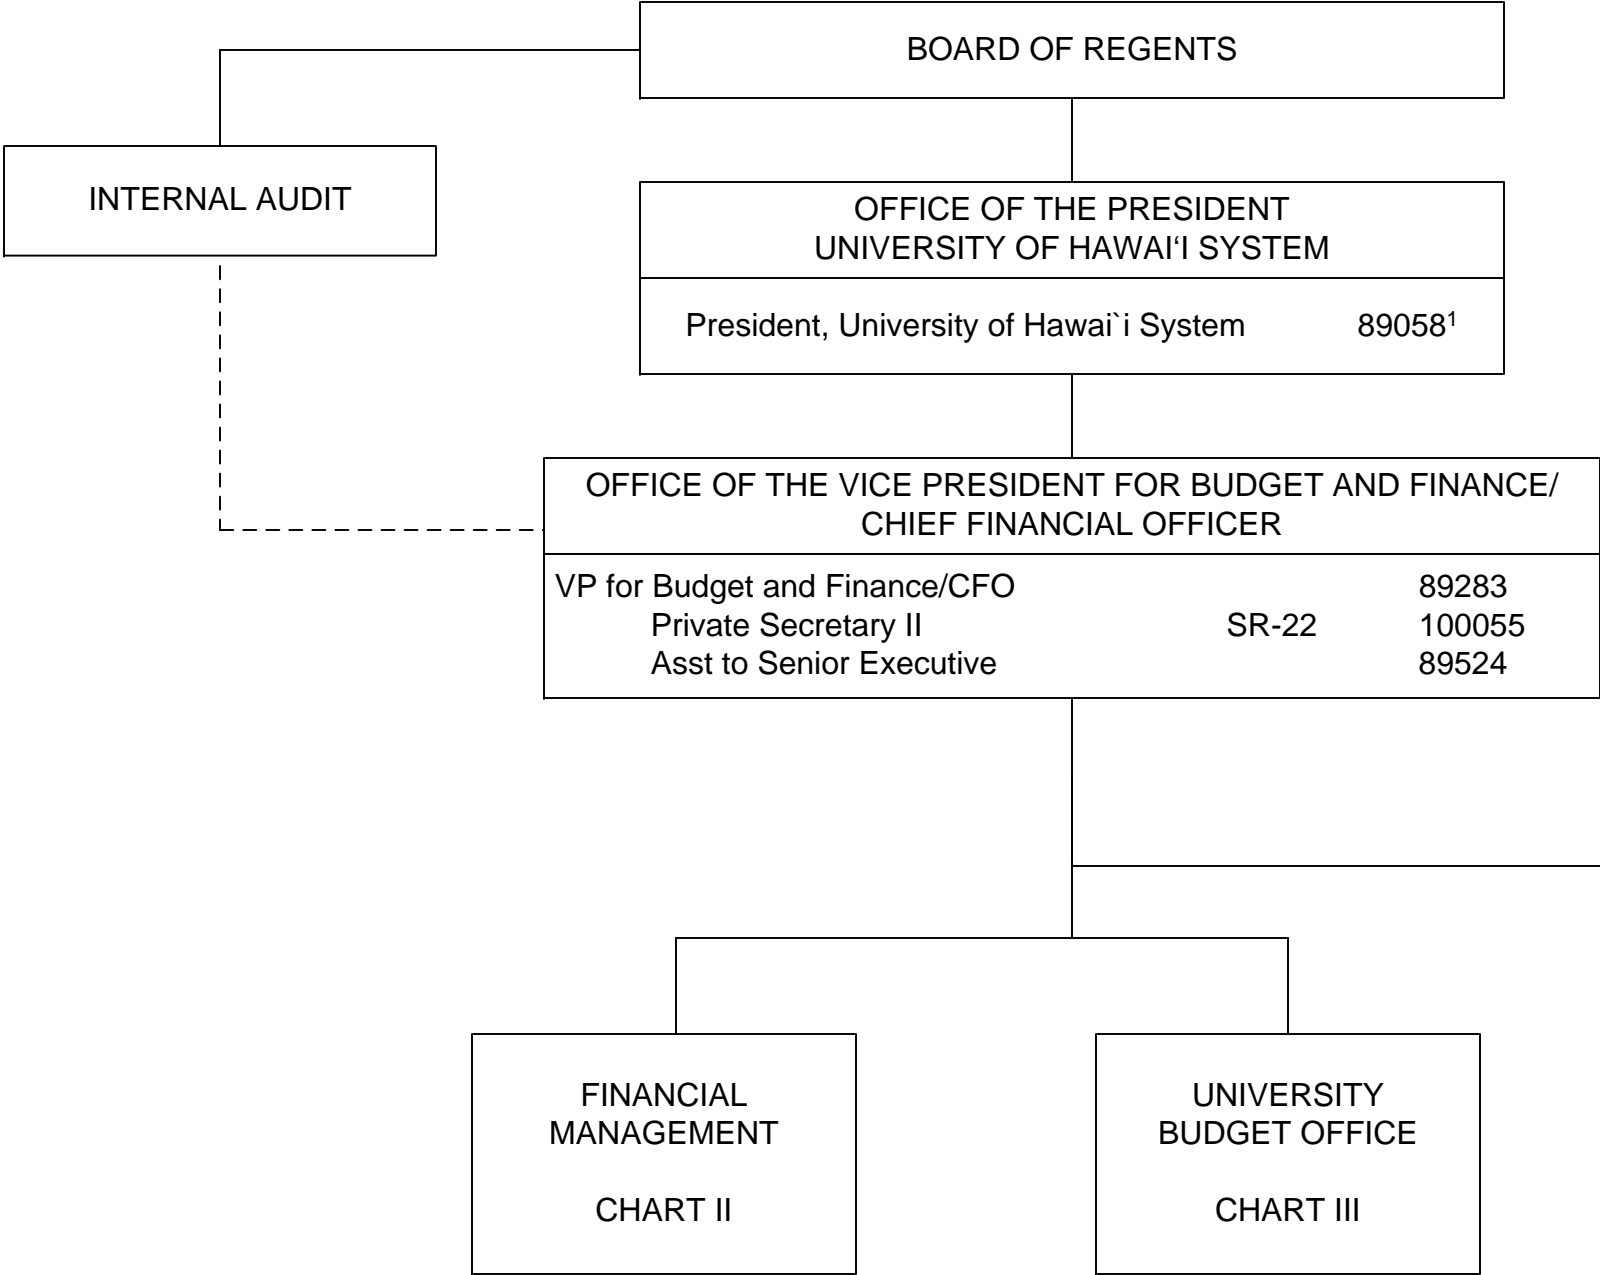 BOARD OF REGENTS
INTERNAL AUDIT
OFFICE OF THE PRESIDENT
UNIVERSITY OF HAWAI‘I SYSTEM
President, University of Hawai`i System 89058¹
OFFICE OF THE VICE PRESIDENT FOR BUDGET AND FINANCE/
CHIEF FINANCIAL OFFICER
VP for Budget and Finance/CFO 89283
Private Secretary II SR-22 100055
Asst to Senior Executive 89524
FINANCIAL
MANAGEMENT
CHART II
UNIVERSITY
BUDGET OFFICE
CHART III